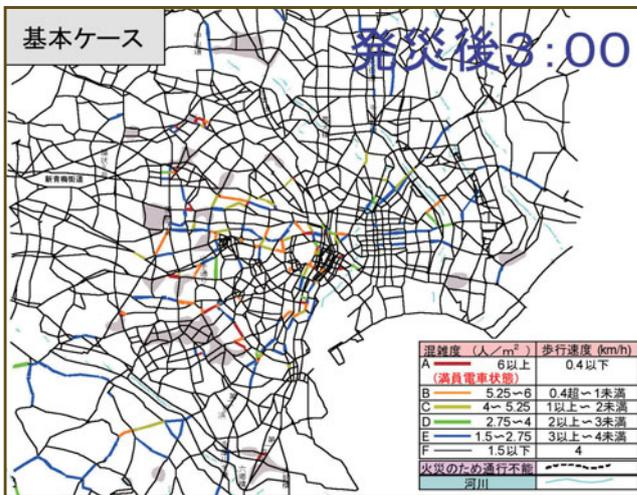 基本ケース
発災後3:00
新青梅街道
混雑度 (人/m²) 歩行速度 (km/h)
A 6以上 0.4以下
(満員電車状態)
B 5.25〜6 0.4超〜1未満
C 4〜5.25 1以上〜2未満
D 2.75〜4 2以上〜3未満
E 1.5〜2.75 3以上〜4未満
F 1.5以下 4
火災のため通行不能
河川